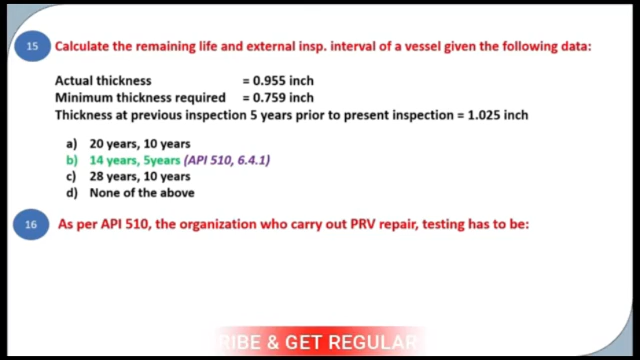 15 Calculate the remaining life and external insp. interval of a vessel given the following data:
Actual thickness = 0.955 inch
Minimum thickness required = 0.759 inch
Thickness at previous inspection 5 years prior to present inspection = 1.025 inch
a) 20 years, 10 years
b) 14 years, 5years (API 510, 6.4.1)
c) 28 years, 10 years
d) None of the above
16 As per API 510, the organization who carry out PRV repair, testing has to be:
RIBE & GET REGULAR